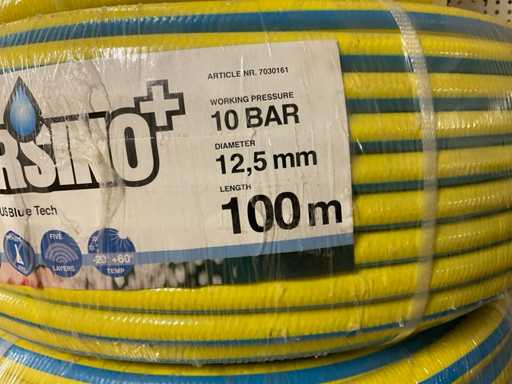 ARTICLE NR. 7030161
RSINO+
WORKING PRESSURE
10 BAR
DIAMETER
12,5 mm
LENGTH
100 m
USBlue Tech
FIVE
LAYERS
-20° +60°
TEMP